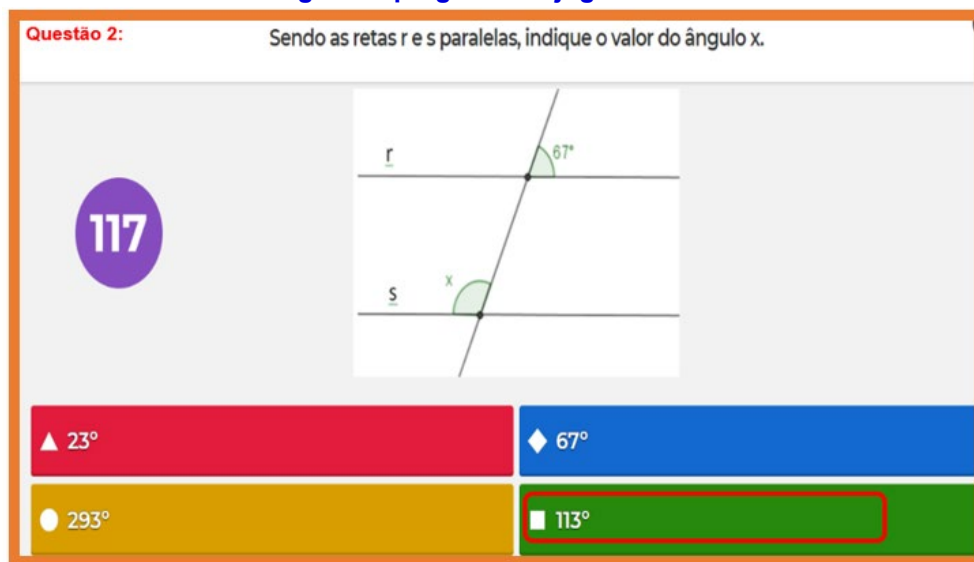 Questão 2:
Sendo as retas r e s paralelas, indique o valor do ângulo x.
r
67°
117
x
s
23°
67°
293°
113°